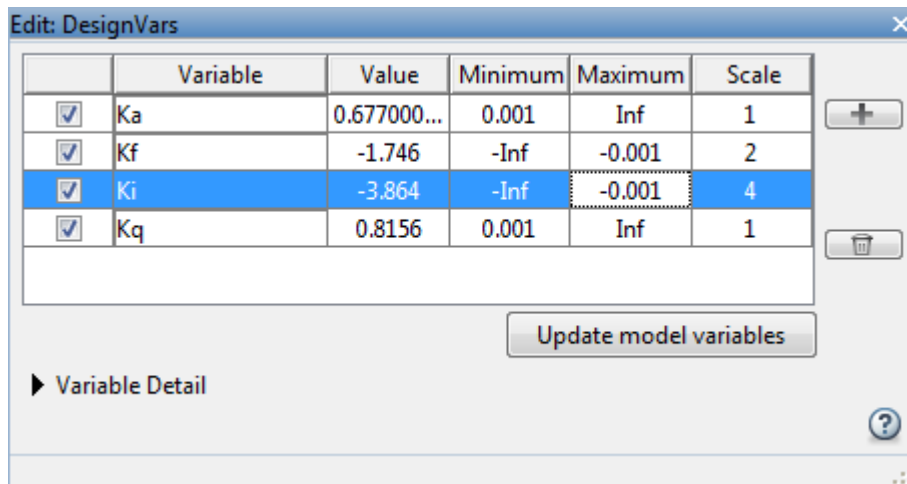 Edit: DesignVars
Variable Value Minimum Maximum Scale
Ka 0.677000... 0.001 Inf 1
Kf -1.746 -Inf -0.001 2
Ki -3.864 -Inf -0.001 4
Kq 0.8156 0.001 Inf 1
Update model variables
Variable Detail